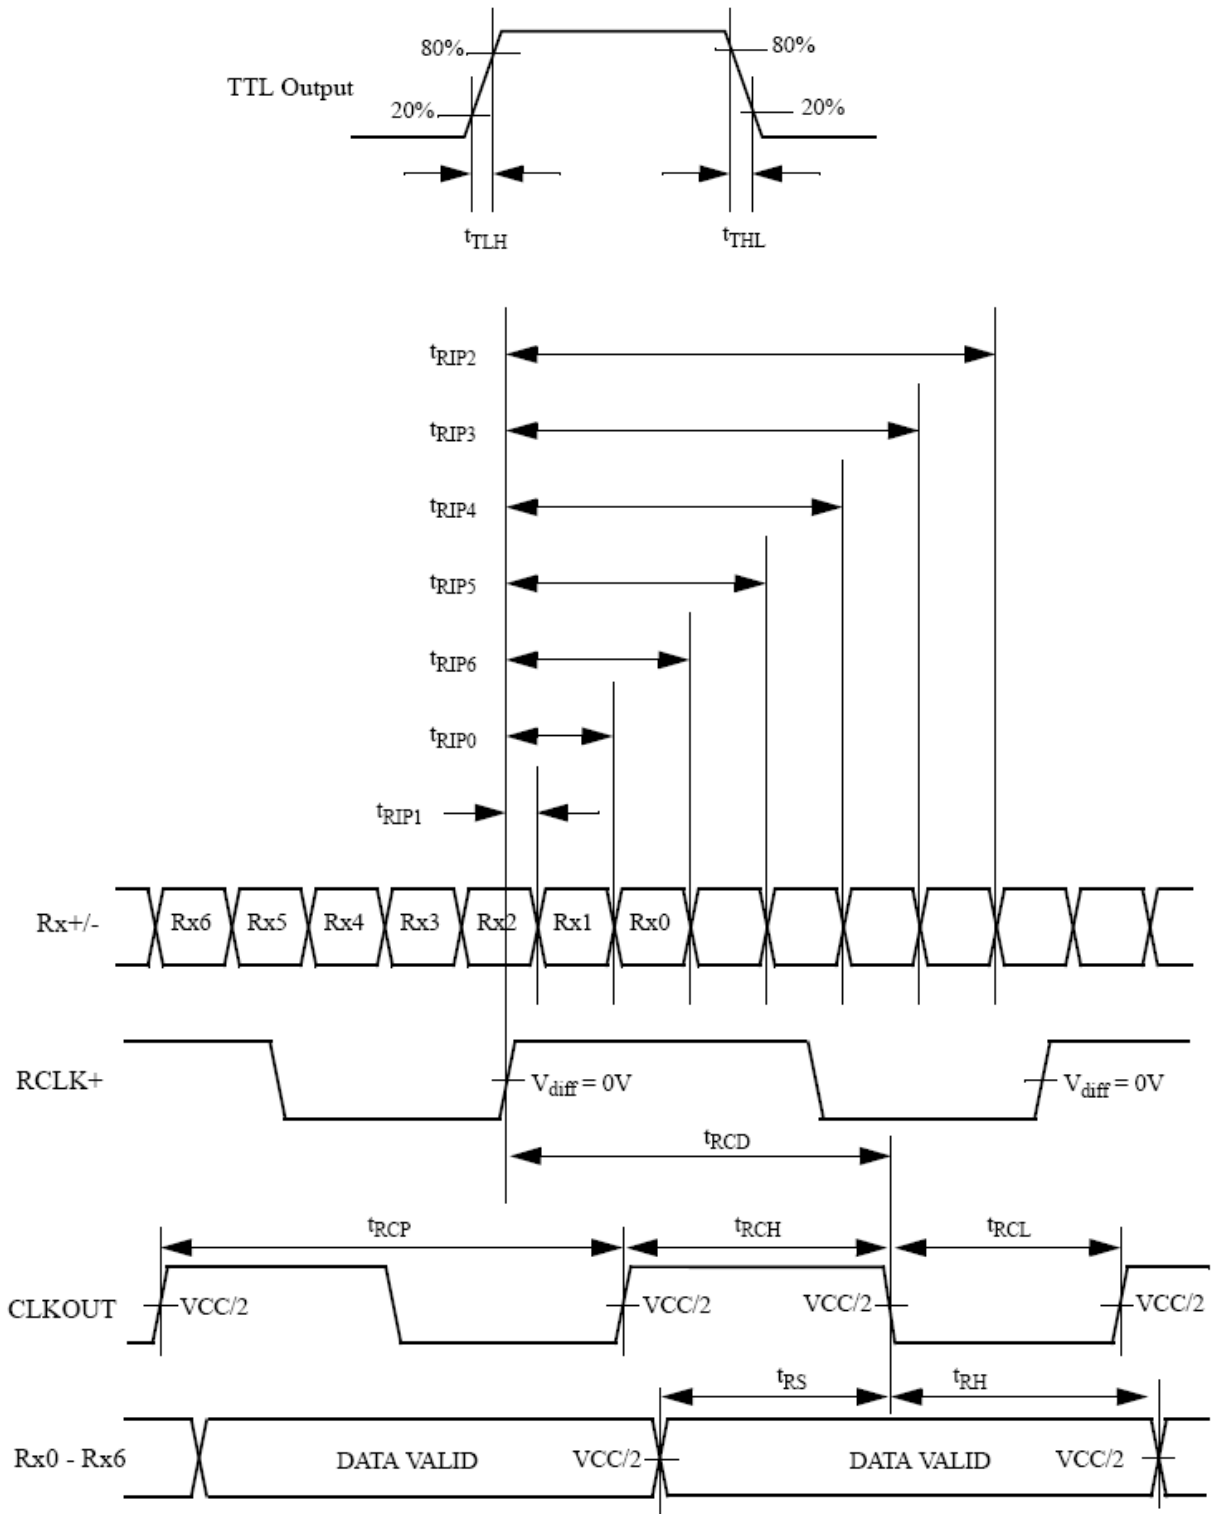 80% 80%
TTL Output
20% 20%
tTLH tTHL
tRIP2
tRIP3
tRIP4
tRIP5
tRIP6
tRIP0
tRIP1
Rx+/- Rx6 Rx5 Rx4 Rx3 Rx2 Rx1 Rx0
RCLK+ Vdiff = 0V Vdiff = 0V
tRCD
tRCP tRCH tRCL
CLKOUT VCC/2 VCC/2 VCC/2 VCC/2
tRS tRH
Rx0 - Rx6 DATA VALID VCC/2 DATA VALID VCC/2